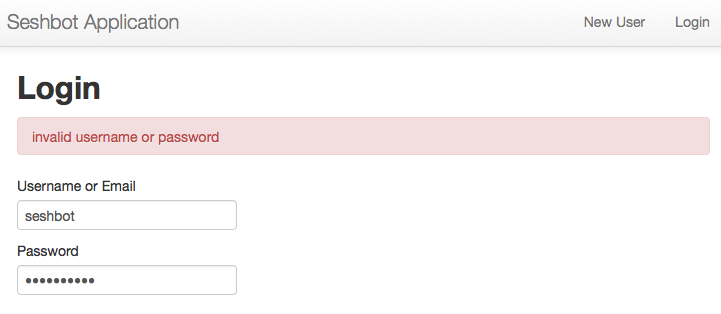 Seshbot Application New User Login
Login
invalid username or password
Username or Email
seshbot
Password
••••••••••